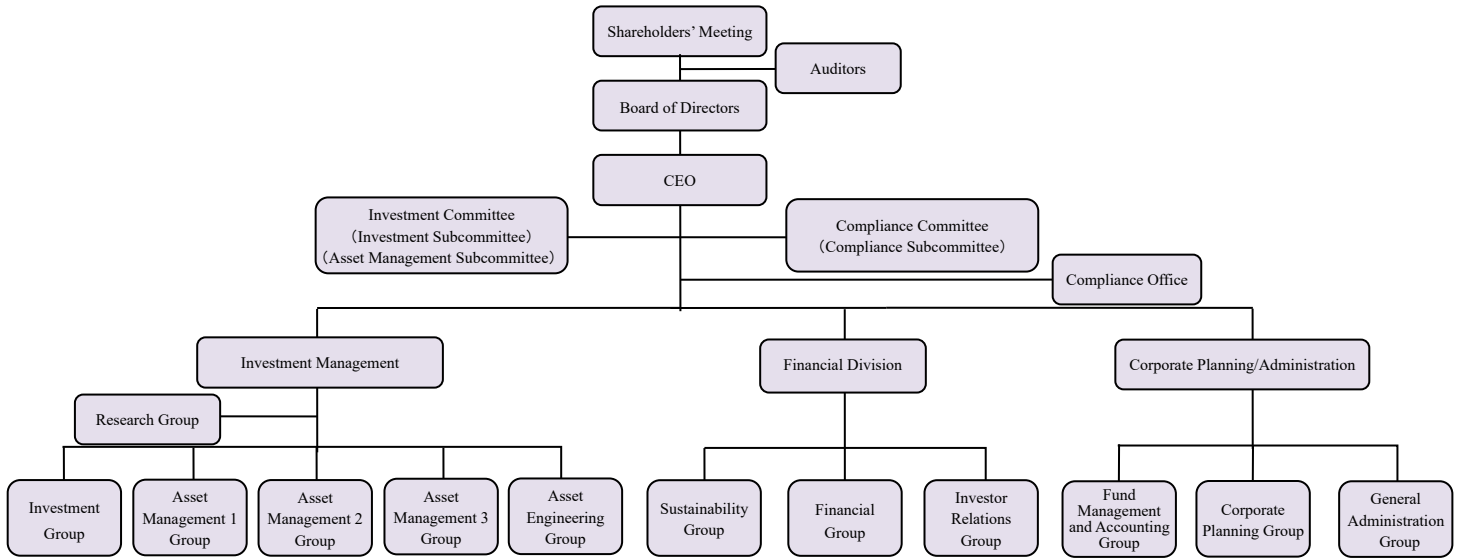 Shareholders’ Meeting
Auditors
Board of Directors
CEO
Investment Committee
（Investment Subcommittee）
（Asset Management Subcommittee）
Compliance Committee
（Compliance Subcommittee）
Compliance Office
Investment Management
Financial Division
Corporate Planning/Administration
Research Group
Investment
Group
Asset
Management 1
Group
Asset
Management 2
Group
Asset
Management 3
Group
Asset
Engineering
Group
Sustainability
Group
Financial
Group
Investor
Relations
Group
Fund
Management
and Accounting
Group
Corporate
Planning Group
General
Administration
Group